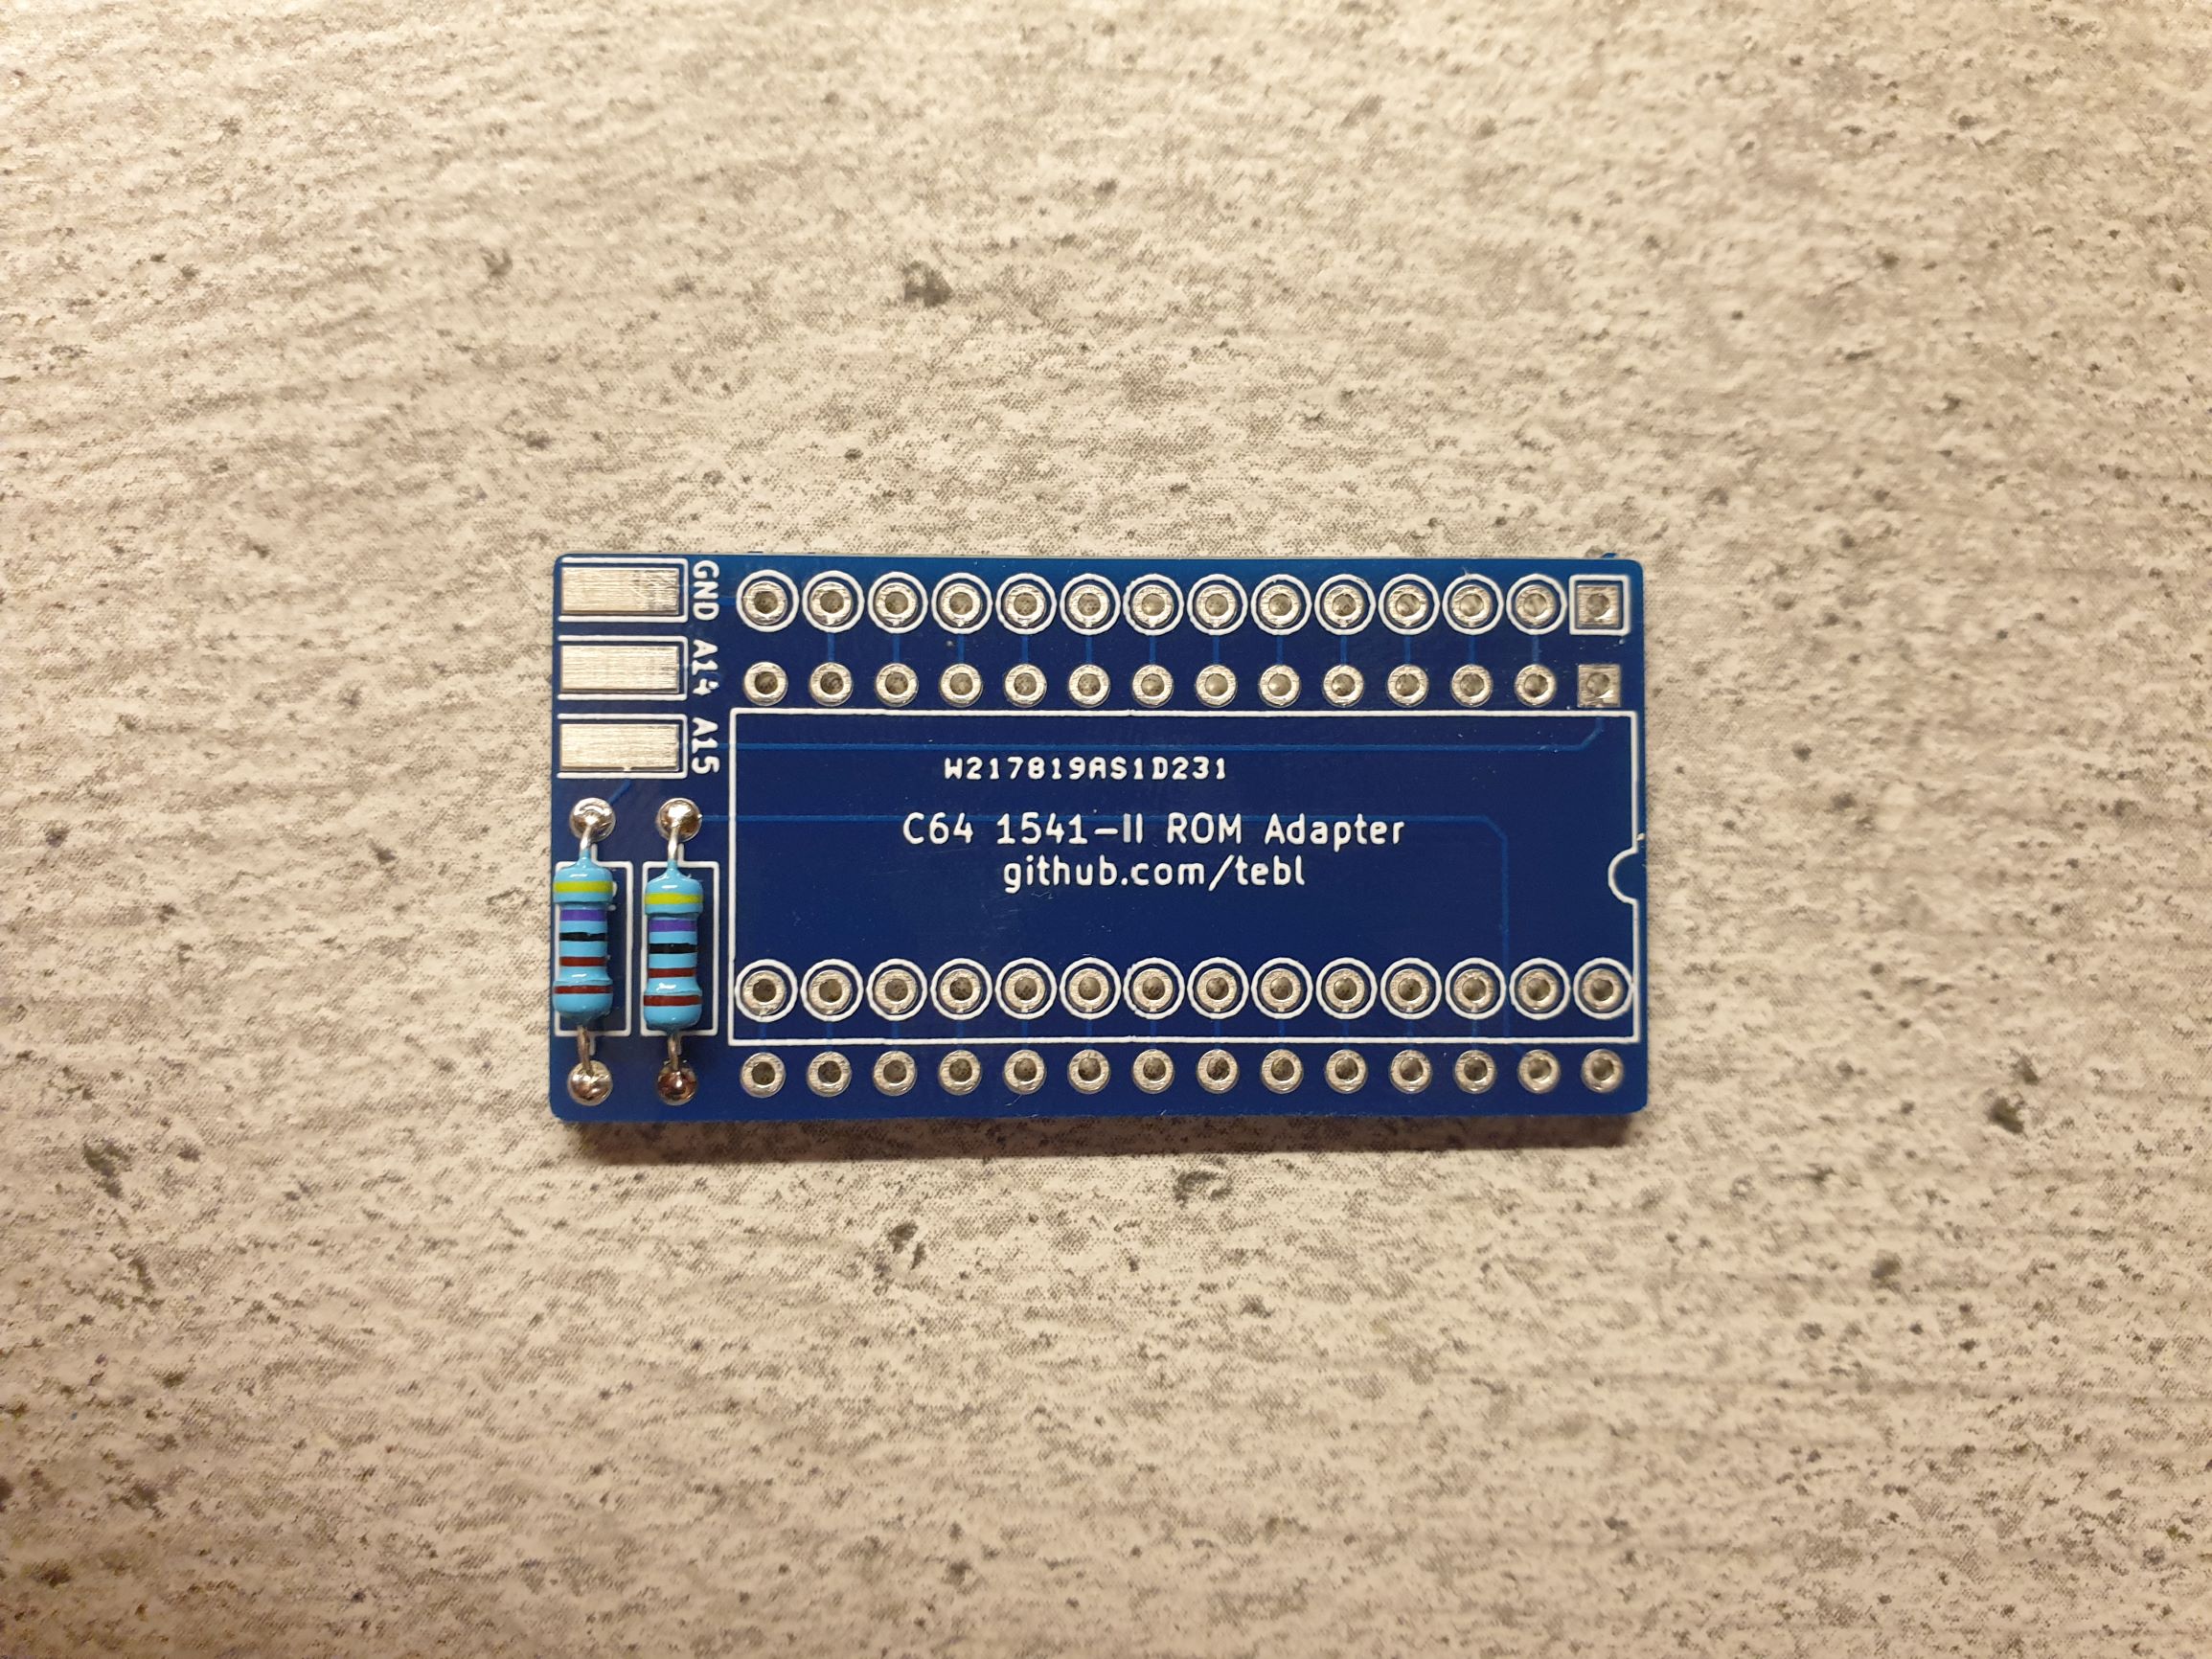 GND
A14
A15
W217819AS1D231
C64 1541-II ROM Adapter
github.com/tebl